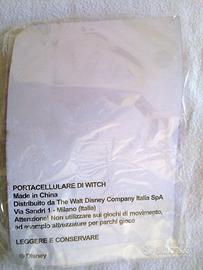 PORTACELLULARE DI WITCH
Made in China
Distribuito da The Walt Disney Company Italia SpA
Via Sandri 1 - Milano (Italia)
Attenzione! Non utilizzare sui giochi di movimento,
ad esempio attrezzature per parchi gioco
LEGGERE E CONSERVARE
© Disney